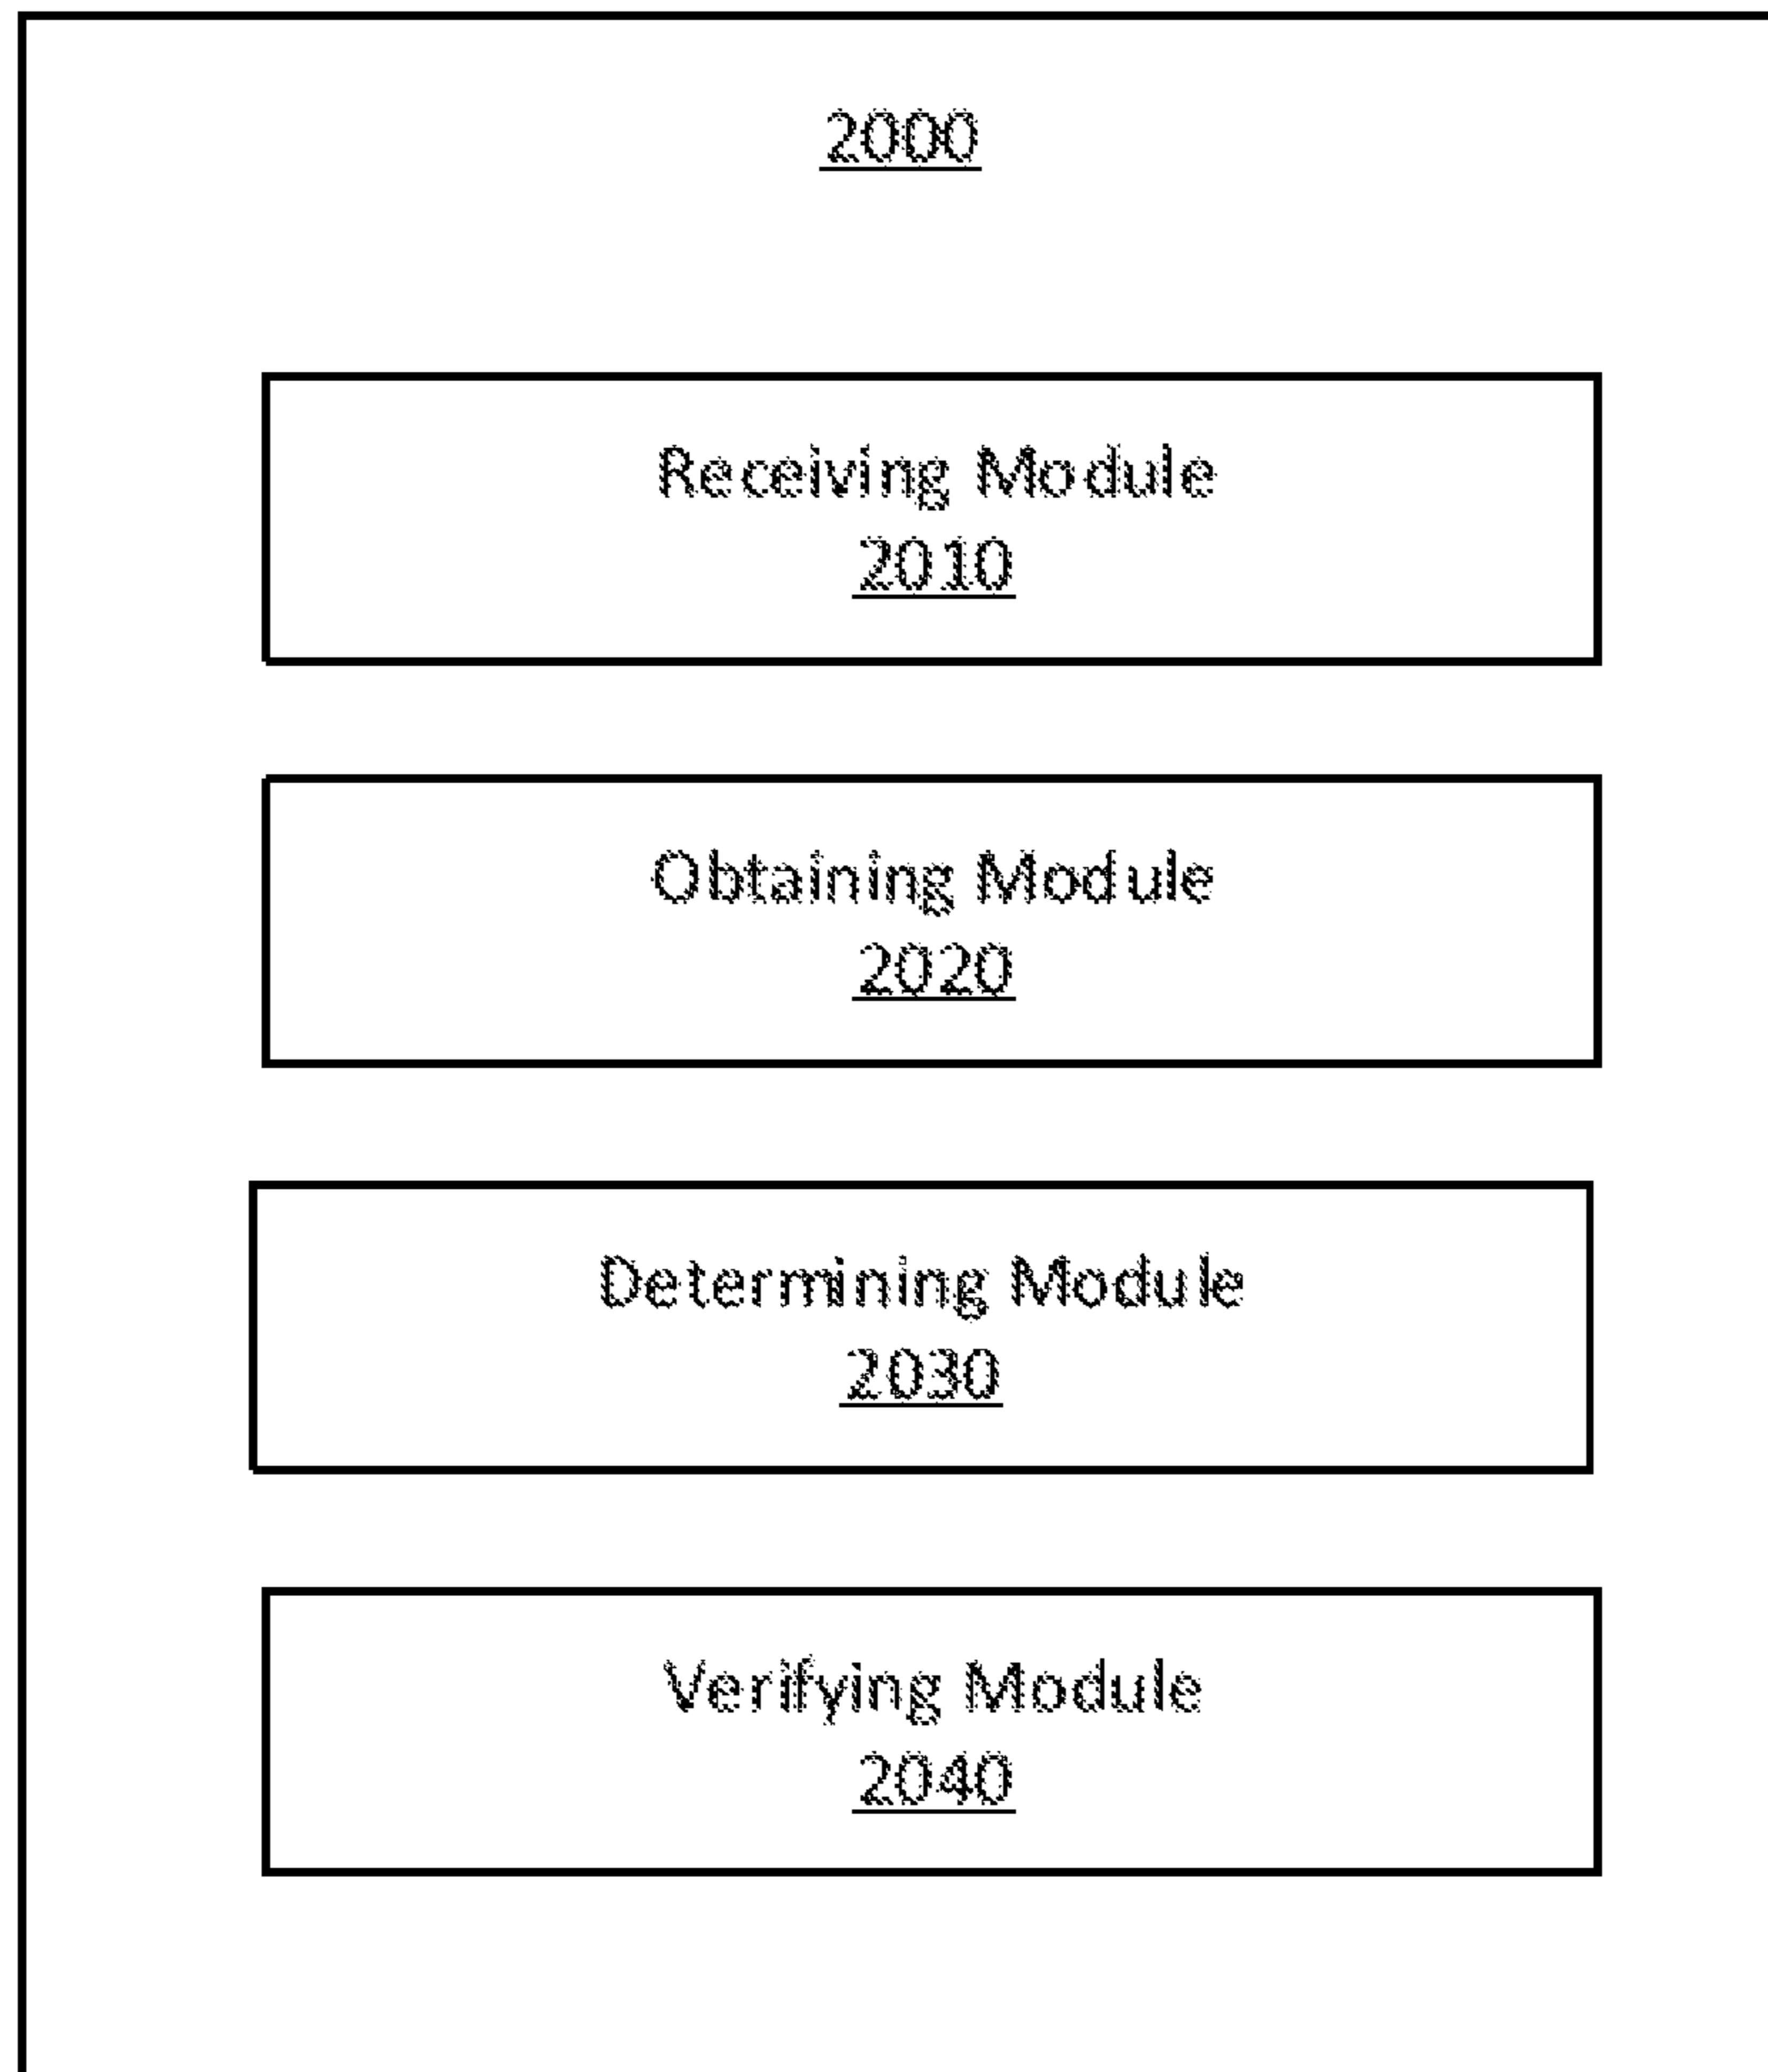 2000
Receiving Module
2010
Obtaining Module
2020
Determining Module
2030
Verifying Module
2040